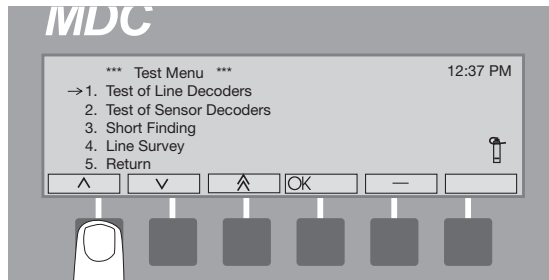 MDC
*** Test Menu *** 12:37 PM
→1. Test of Line Decoders
2. Test of Sensor Decoders
3. Short Finding
4. Line Survey
5. Return
OK